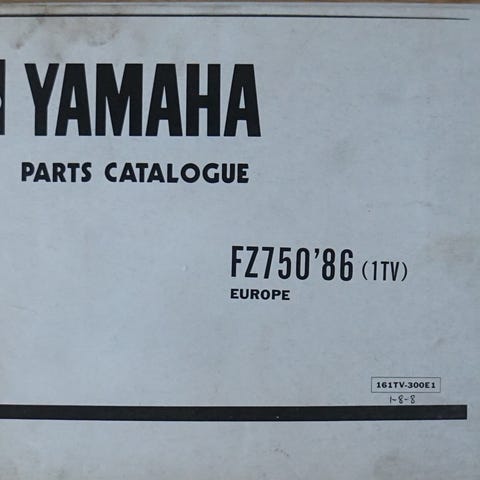 YAMAHA
PARTS CATALOGUE
FZ750'86 (1TV)
EUROPE
161TV-300E1
1-8-8